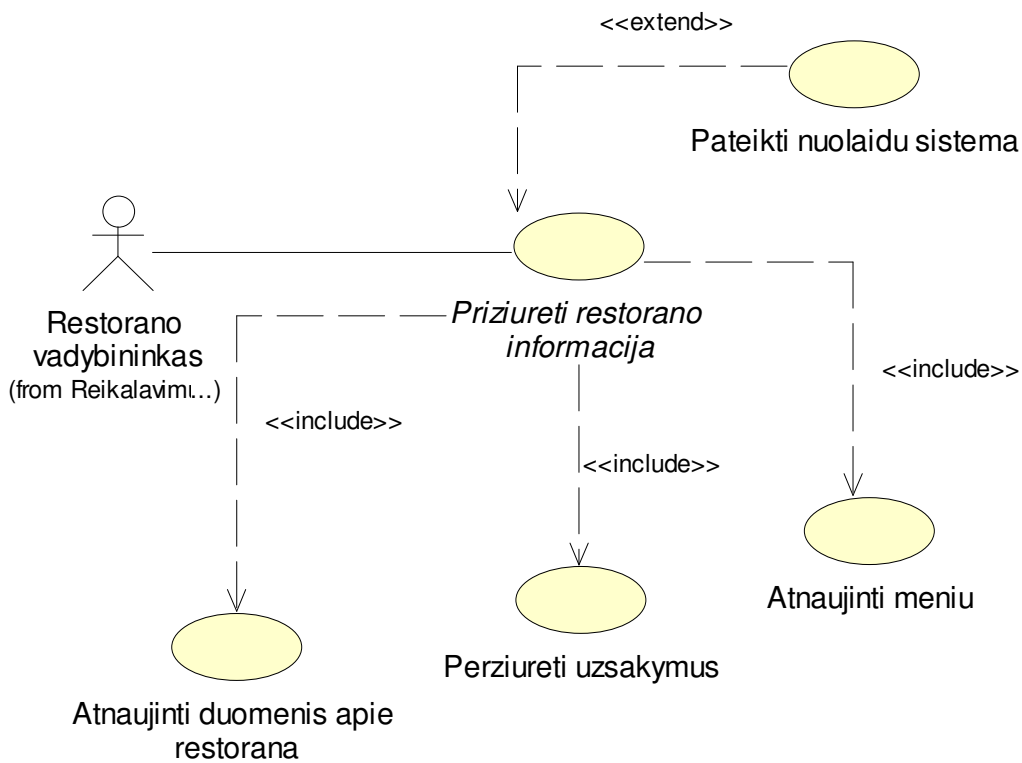 <<extend>>
Pateikti nuolaidu sistema
Restorano
vadybininkas
(from Reikalavimu...)
Priziureti restorano
informacija
<<include>>
<<include>>
<<include>>
Atnaujinti meniu
Perziureti uzsakymus
Atnaujinti duomenis apie
restorana